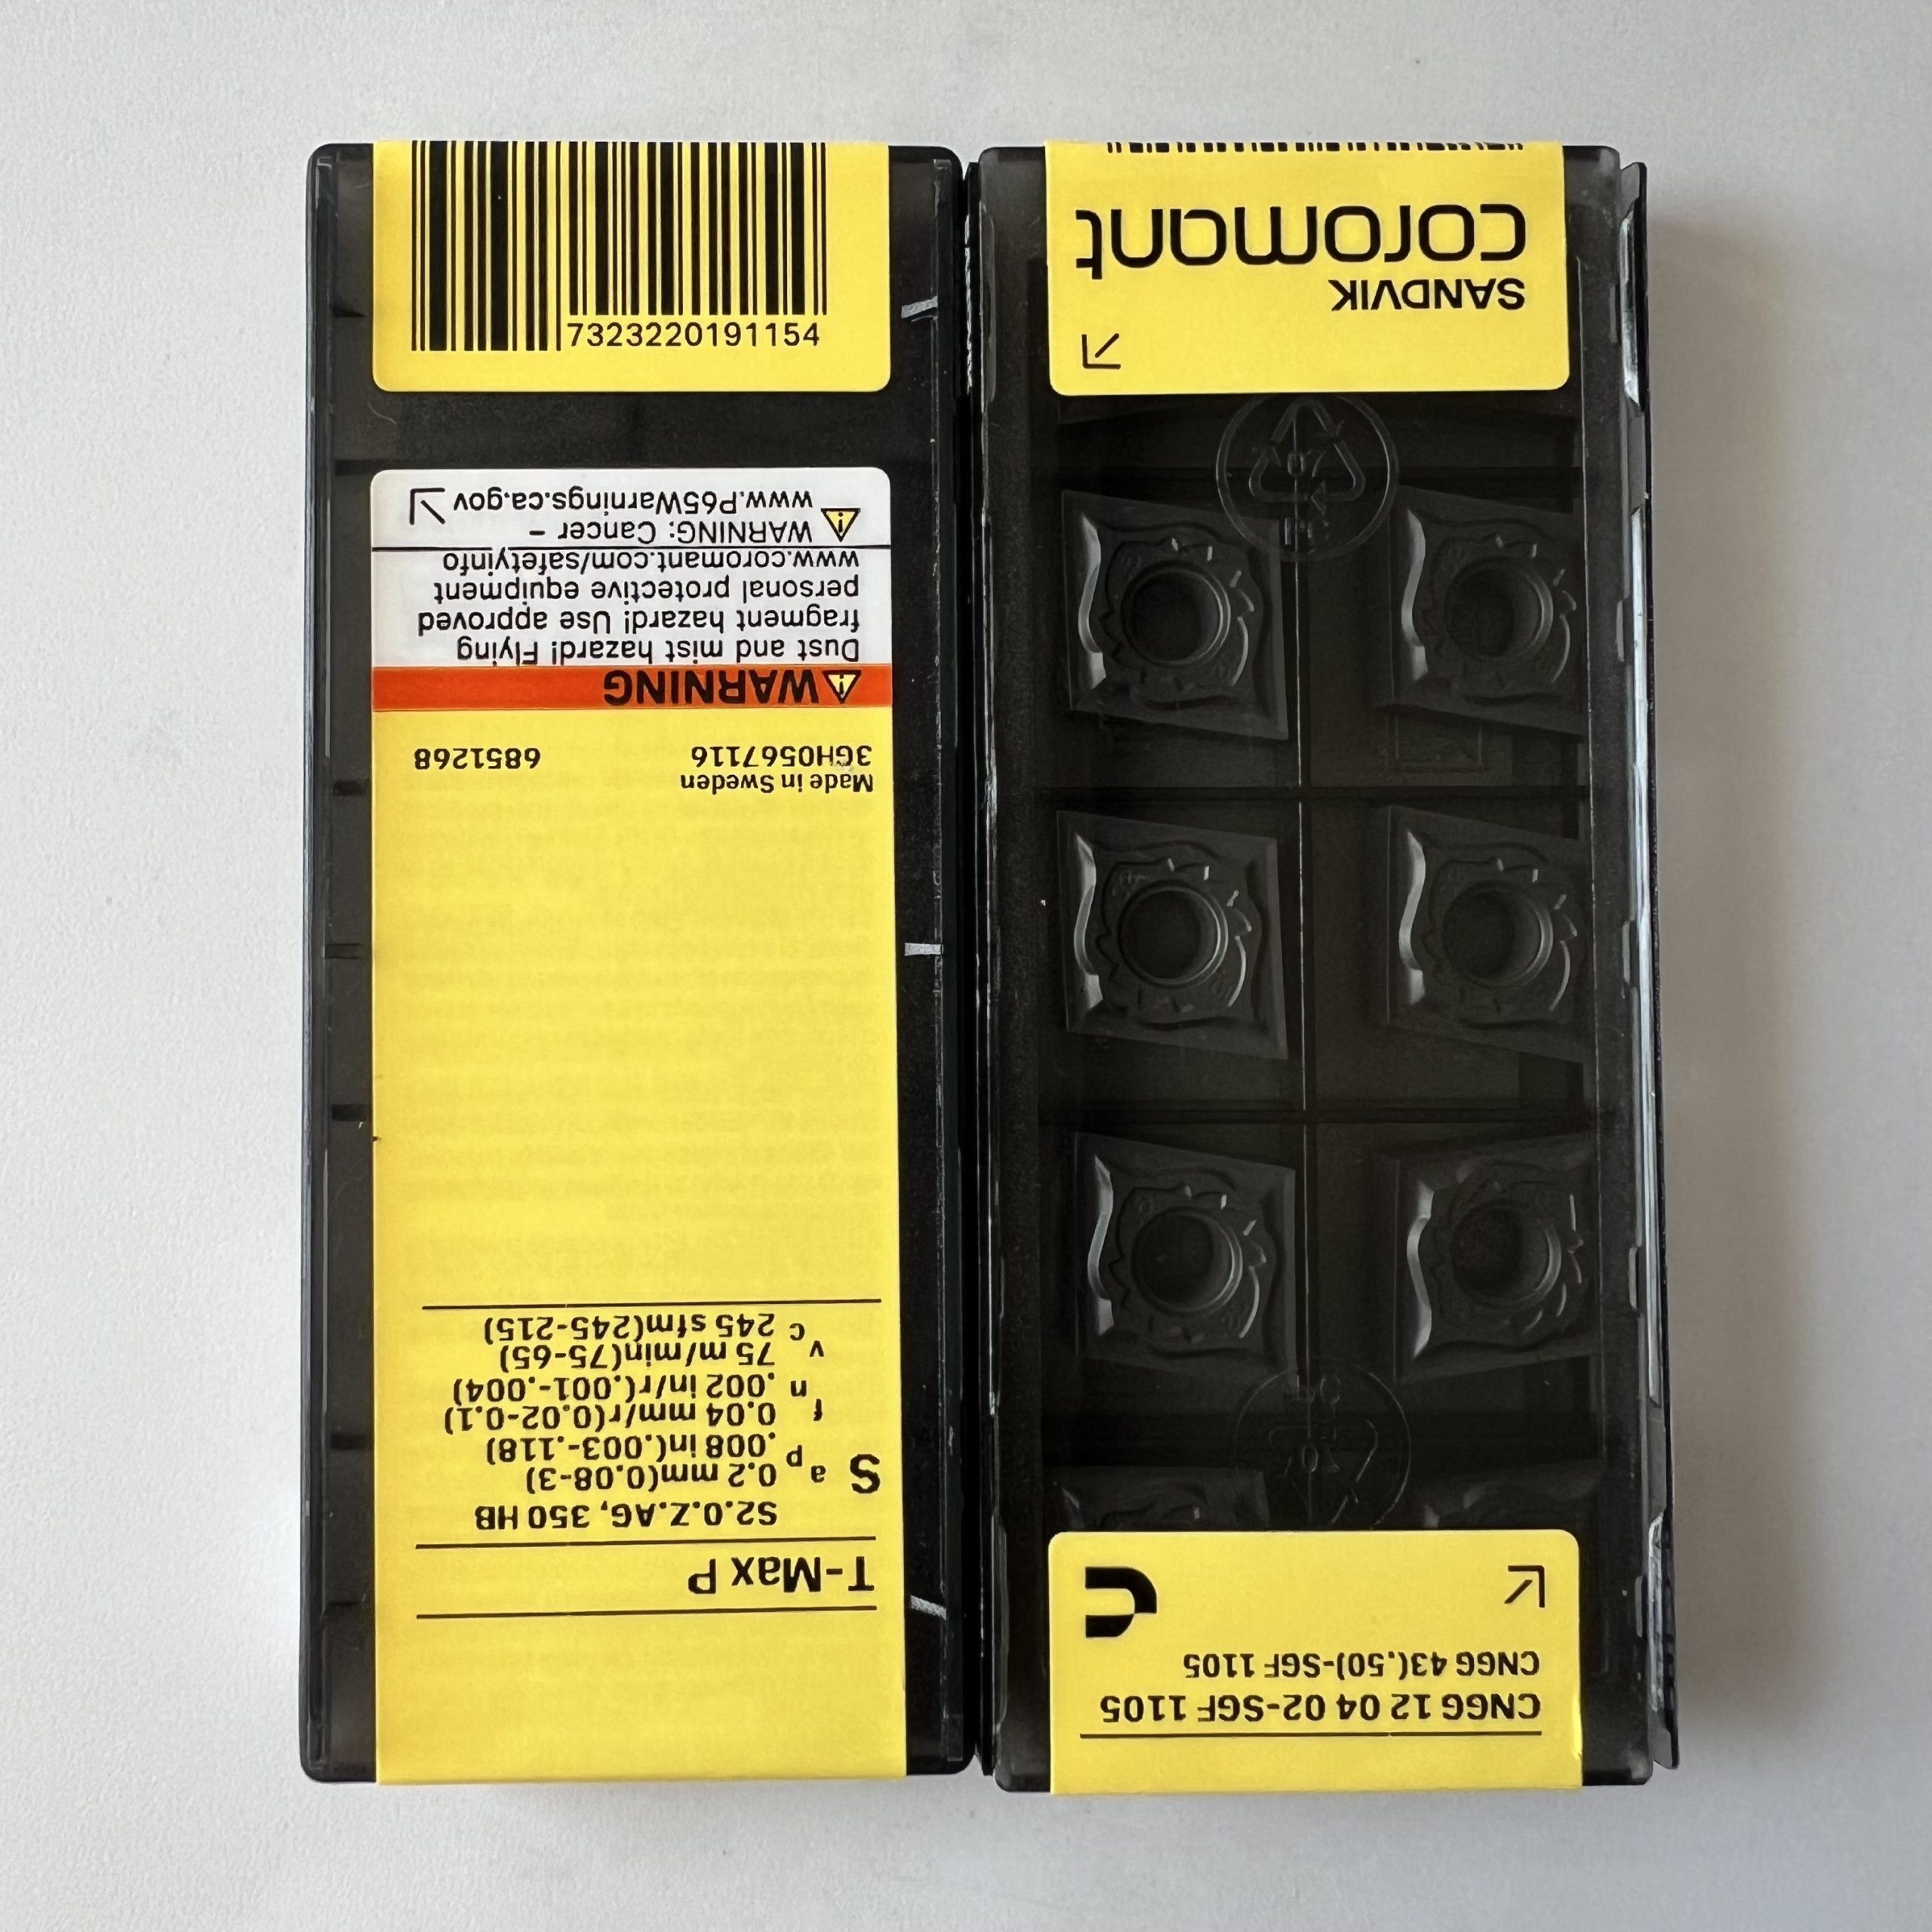 7323220191154
T-Max P
S2.0.Z.AG, 350 HB
S
ap 0.2 mm(0.08-3)
.008 in(.003-.118)
fn 0.04 mm/r(0.02-0.1)
.002 in/r(.001-.004)
vc 75 m/min(75-65)
245 sfm(245-215)
Made in Sweden
3GH0567116 6851268
WARNING
Dust and mist hazard! Flying
fragment hazard! Use approved
personal protective equipment
www.coromant.com/safetyinfo
WARNING: Cancer –
www.P65Warnings.ca.gov
CNGG 12 04 02-SGF 1105
CNGG 43(.50)-SGF 1105
SANDVIK
coromant
07
PC
07
PC